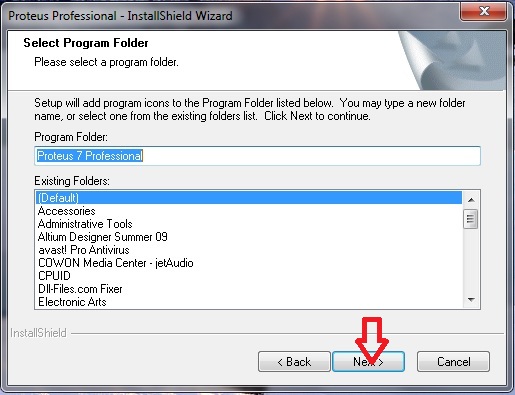 Proteus Professional - InstallShield Wizard
Select Program Folder
Please select a program folder.
Setup will add program icons to the Program Folder listed below. You may type a new folder
name, or select one from the existing folders list. Click Next to continue.
Program Folder:
Proteus 7 Professional
Existing Folders:
(Default)
Accessories
Administrative Tools
Altium Designer Summer 09
avast! Pro Antivirus
COWON Media Center - jetAudio
CPUID
Dll-Files.com Fixer
Electronic Arts
InstallShield
< Back
Next >
Cancel